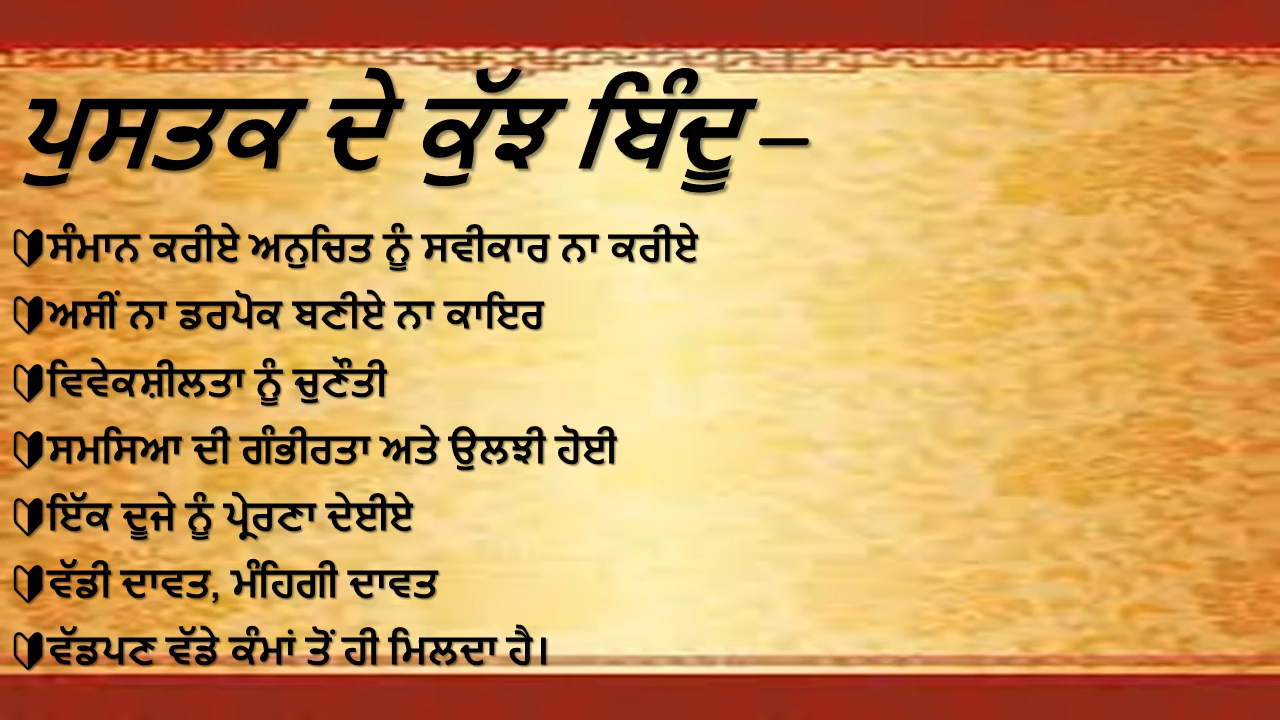 ਪੁਸਤਕ ਦੇ ਕੁੱਝ ਬਿੰਦੂ –
ਸੰਮਾਨ ਕਰੀਏ ਅਨੁਚਿਤ ਨੂੰ ਸਵੀਕਾਰ ਨਾ ਕਰੀਏ
ਅਸੀਂ ਨਾ ਡਰਪੋਕ ਬਣੀਏ ਨਾ ਕਾਇਰ
ਵਿਵੇਕਸ਼ੀਲਤਾ ਨੂੰ ਚੁਣੌਤੀ
ਸਮਸਿਆ ਦੀ ਗੰਭੀਰਤਾ ਅਤੇ ਉਲਝੀ ਹੋਈ
ਇੱਕ ਦੂਜੇ ਨੂੰ ਪ੍ਰੇਰਣਾ ਦੇਈਏ
ਵੱਡੀ ਦਾਵਤ, ਮੰਹਿਗੀ ਦਾਵਤ
ਵੱਡਪਣ ਵੱਡੇ ਕੰਮਾਂ ਤੋਂ ਹੀ ਮਿਲਦਾ ਹੈ।